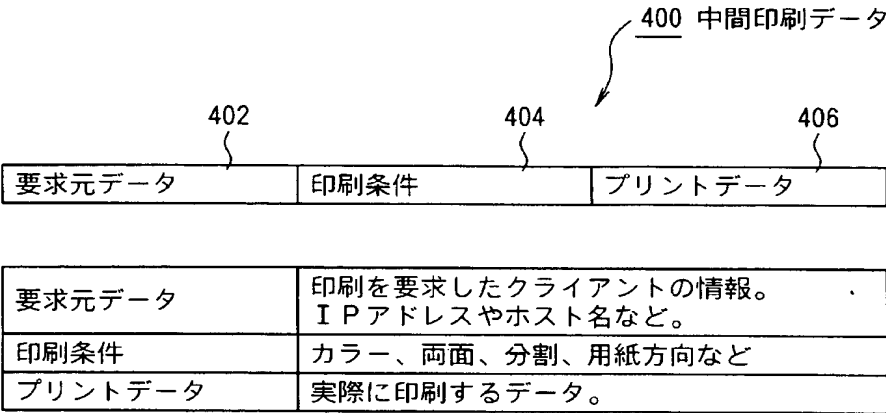 400 中間印刷データ
402 404 406
要求元データ 印刷条件 プリントデータ
要求元データ 印刷を要求したクライアントの情報。
ＩＰアドレスやホスト名など。
印刷条件 カラー、両面、分割、用紙方向など
プリントデータ 実際に印刷するデータ。